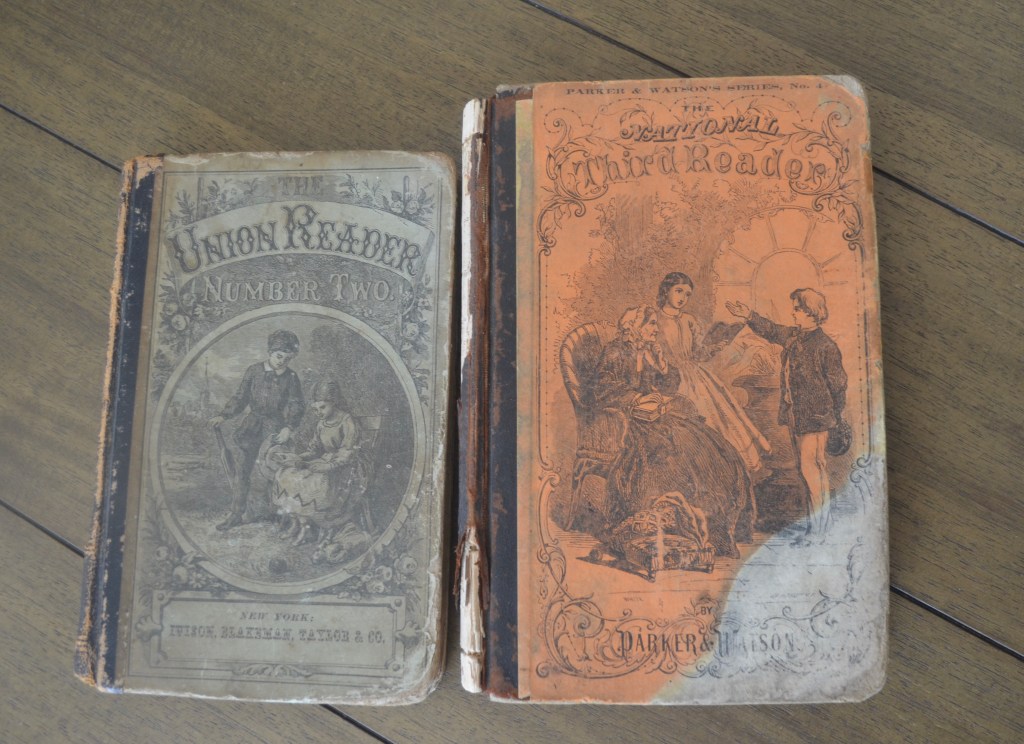 THE
UNION READER
NUMBER TWO.
NEW YORK:
IVISON, BLAKEMAN, TAYLOR & CO.
PARKER & WATSON'S SERIES, No. 4
THE
NATIONAL
Third Reader
BY
PARKER & WATSON.